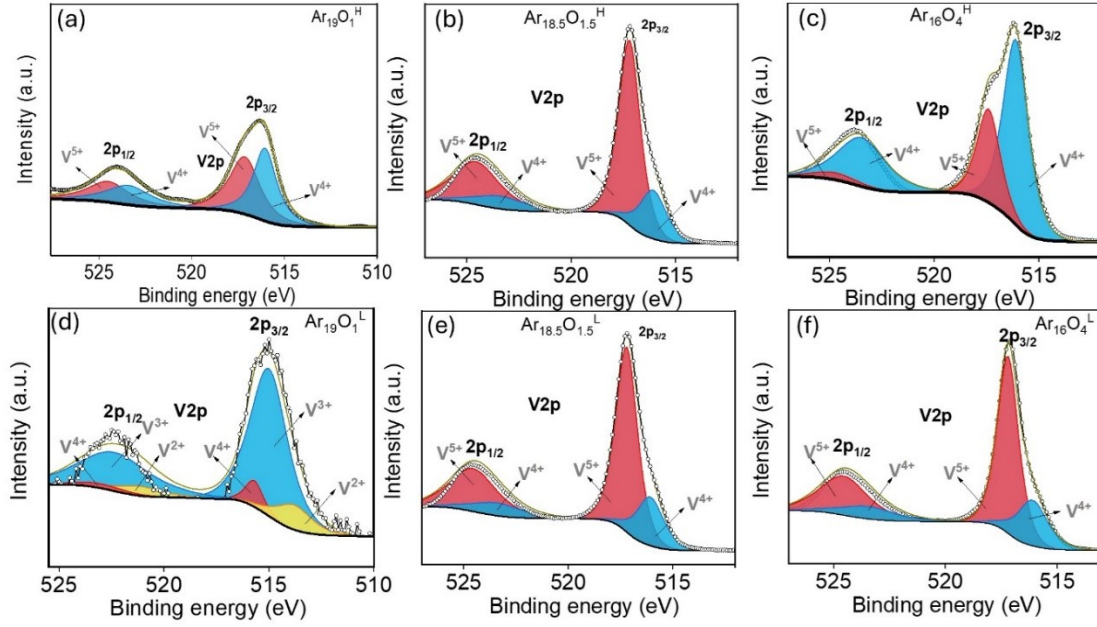 (a) Ar₁₉O₁ᴴ
2p₃/₂
2p₁/₂
V⁵⁺
V⁵⁺
V2p
V⁴⁺
V⁴⁺
Intensity (a.u.)
525 520 515 510
Binding energy (eV)
(b) Ar₁₈.₅O₁.₅ᴴ
2p₃/₂
V2p
V⁵⁺ 2p₁/₂
V⁴⁺
V⁵⁺
V⁴⁺
Intensity (a.u.)
525 520 515
Binding energy (eV)
(c) Ar₁₆O₄ᴴ
2p₃/₂
V2p
2p₁/₂
V⁵⁺
V⁴⁺
V⁵⁺
V⁴⁺
Intensity (a.u.)
525 520 515
Binding energy (eV)
(d) Ar₁₉O₁ᴸ
2p₃/₂
2p₁/₂ V2p
V³⁺
V³⁺
V⁴⁺
V²⁺
V⁴⁺
V²⁺
Intensity (a.u.)
525 520 515 510
Binding energy (eV)
(e) Ar₁₈.₅O₁.₅ᴸ
2p₃/₂
V2p
V⁵⁺ 2p₁/₂
V⁴⁺
V⁵⁺
V⁴⁺
Intensity (a.u.)
525 520 515
Binding energy (eV)
(f) Ar₁₆O₄ᴸ
2p₃/₂
V2p
V⁵⁺ 2p₁/₂
V⁴⁺
V⁵⁺
V⁴⁺
Intensity (a.u.)
525 520 515
Binding energy (eV)